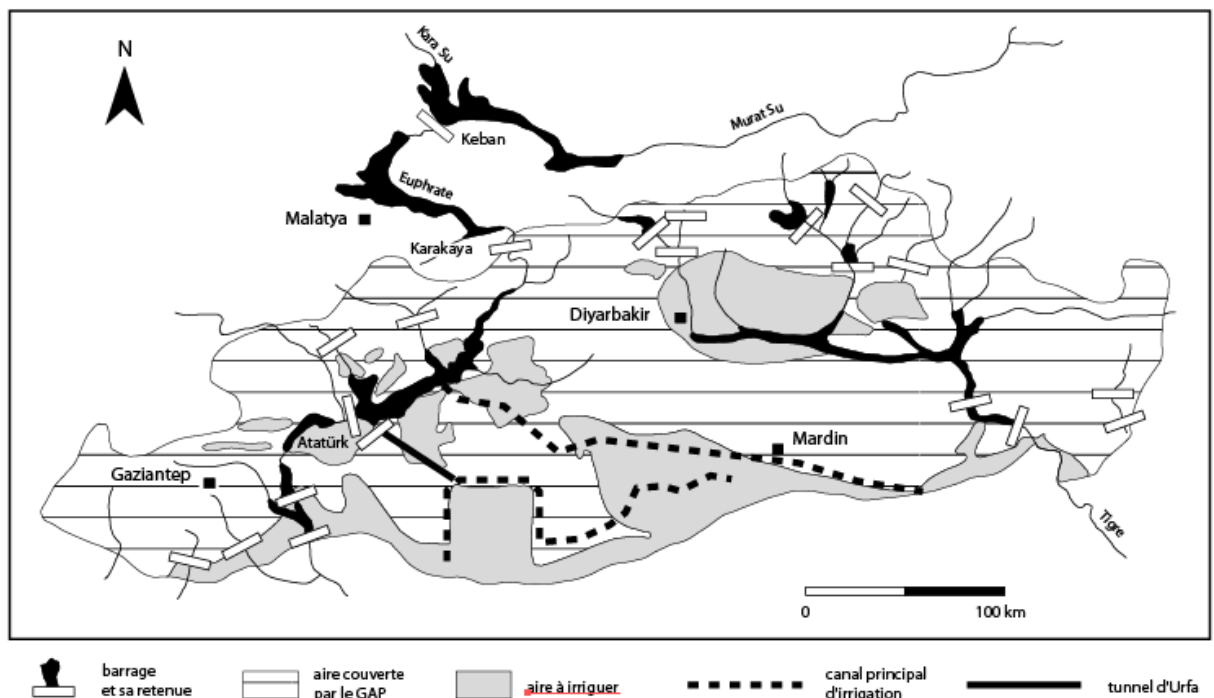 N
Kara Su
Murat Su
Keban
Euphrate
Malatya
Karakaya
Diyarbakir
Atatürk
Mardin
Gaziantep
Tigre
0 100 km
barrage
et sa retenue
aire couverte
par le GAP
aire à irriguer
canal principal
d'irrigation
tunnel d'Urfa